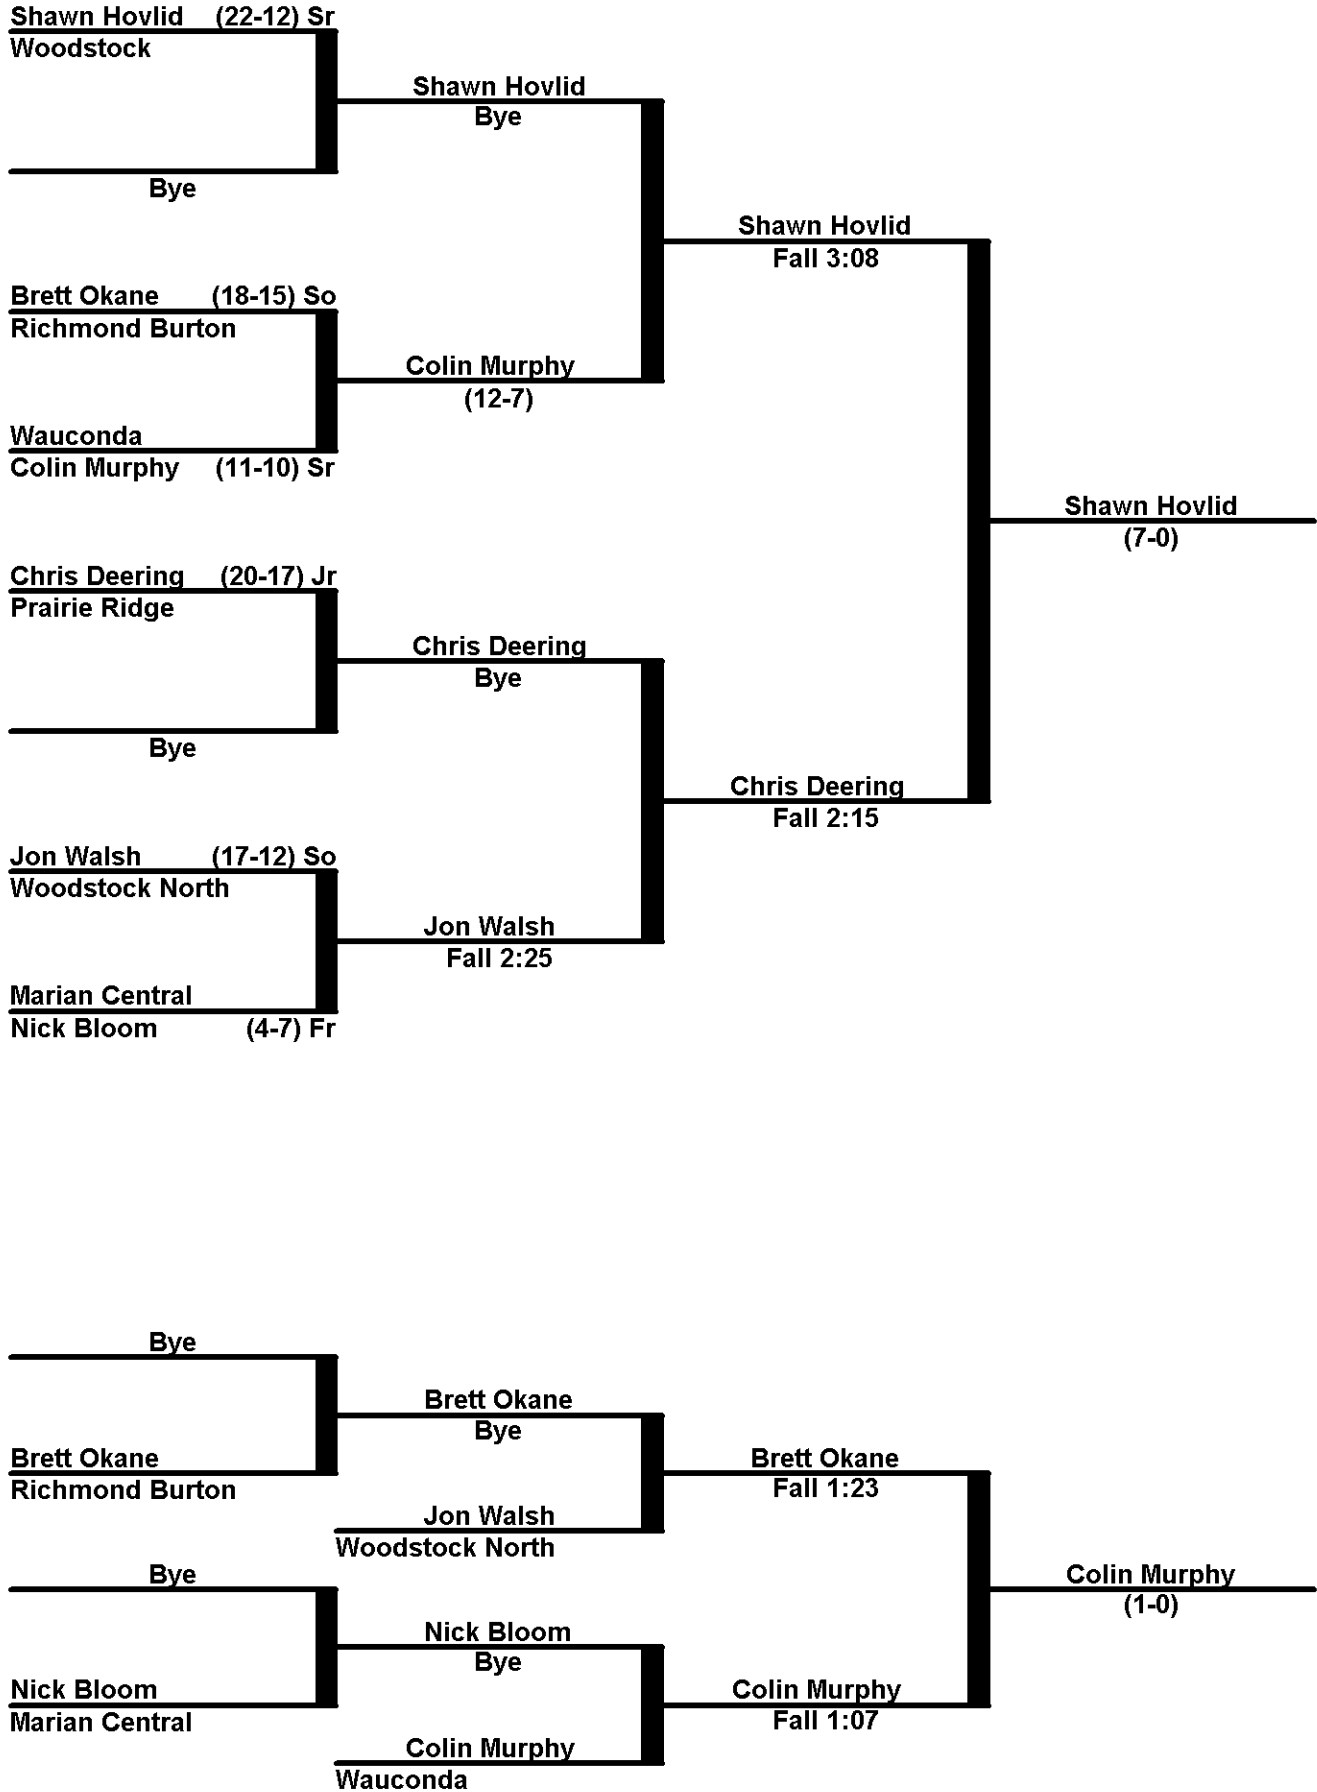 Shawn Hovlid (22-12) Sr
Woodstock
Shawn Hovlid
Bye
Bye
Shawn Hovlid
Fall 3:08
Brett Okane (18-15) So
Richmond Burton
Colin Murphy
(12-7)
Wauconda
Colin Murphy (11-10) Sr
Shawn Hovlid
(7-0)
Chris Deering (20-17) Jr
Prairie Ridge
Chris Deering
Bye
Bye
Chris Deering
Fall 2:15
Jon Walsh (17-12) So
Woodstock North
Jon Walsh
Fall 2:25
Marian Central
Nick Bloom (4-7) Fr
Bye
Brett Okane
Bye
Brett Okane
Richmond Burton
Brett Okane
Fall 1:23
Jon Walsh
Woodstock North
Bye
Colin Murphy
(1-0)
Nick Bloom
Bye
Nick Bloom
Marian Central
Colin Murphy
Fall 1:07
Colin Murphy
Wauconda